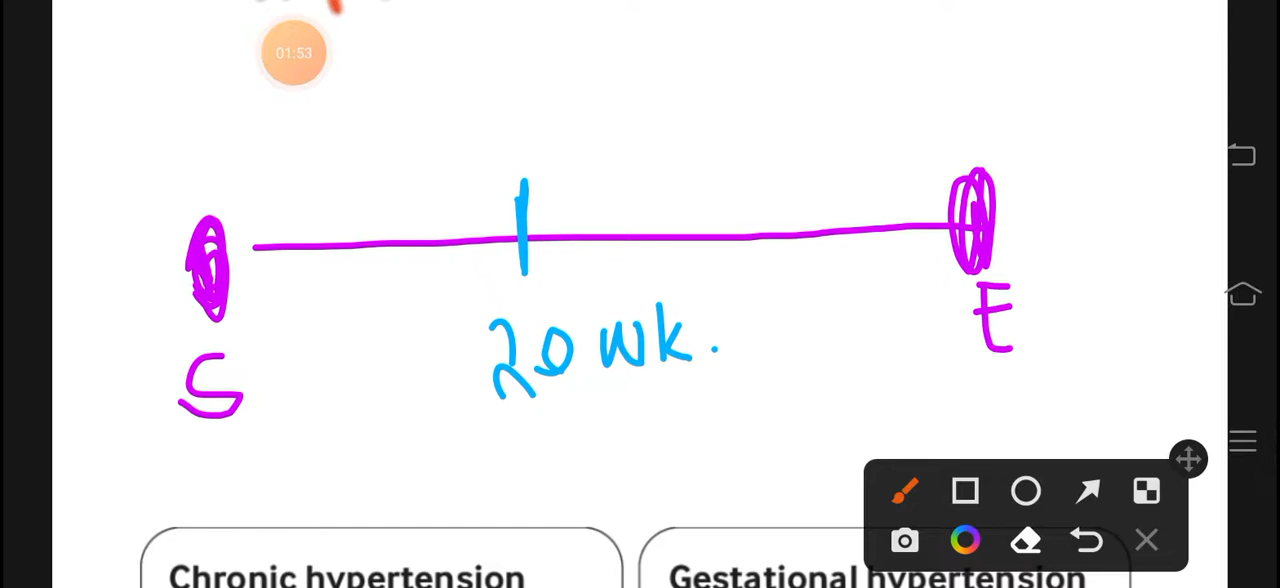 01:53
20 wk.
E
S
Chronic hypertension
Gestational hypertension